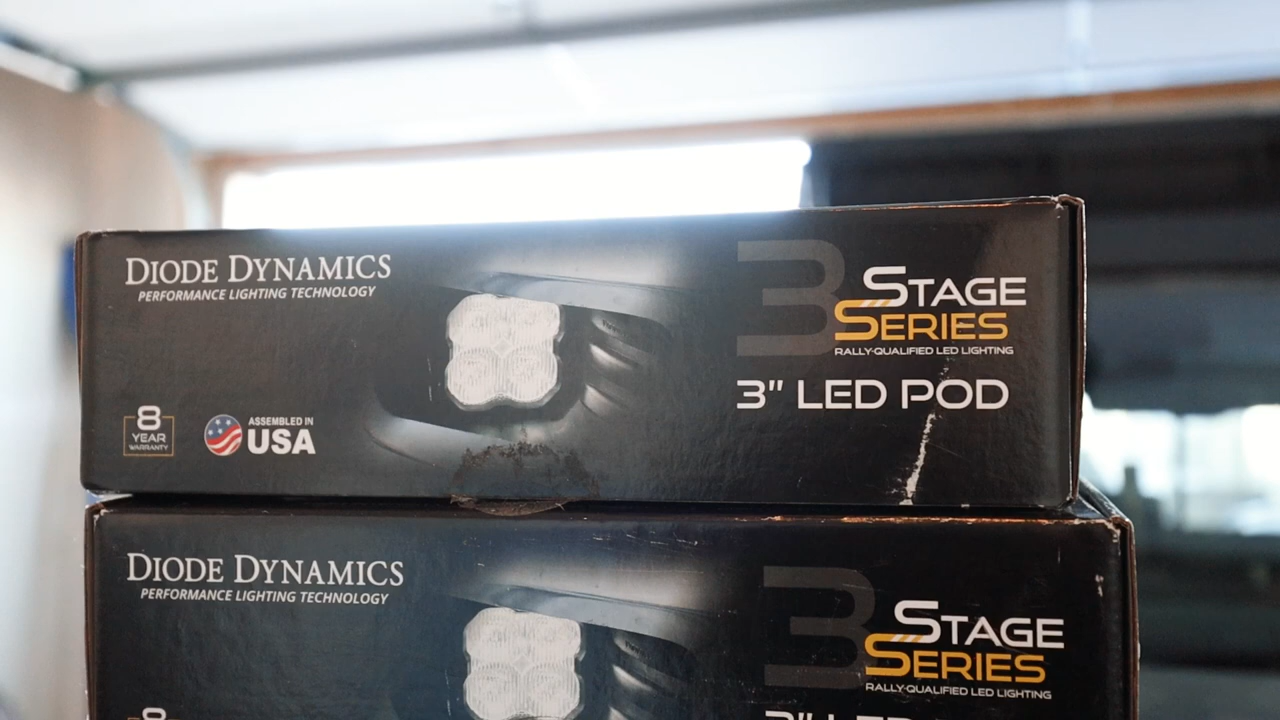 DIODE DYNAMICS
PERFORMANCE LIGHTING TECHNOLOGY
3
STAGE
SERIES
RALLY-QUALIFIED LED LIGHTING
3" LED POD
8
YEAR
WARRANTY
ASSEMBLED IN
USA
DIODE DYNAMICS
PERFORMANCE LIGHTING TECHNOLOGY
3
STAGE
SERIES
RALLY-QUALIFIED LED LIGHTING